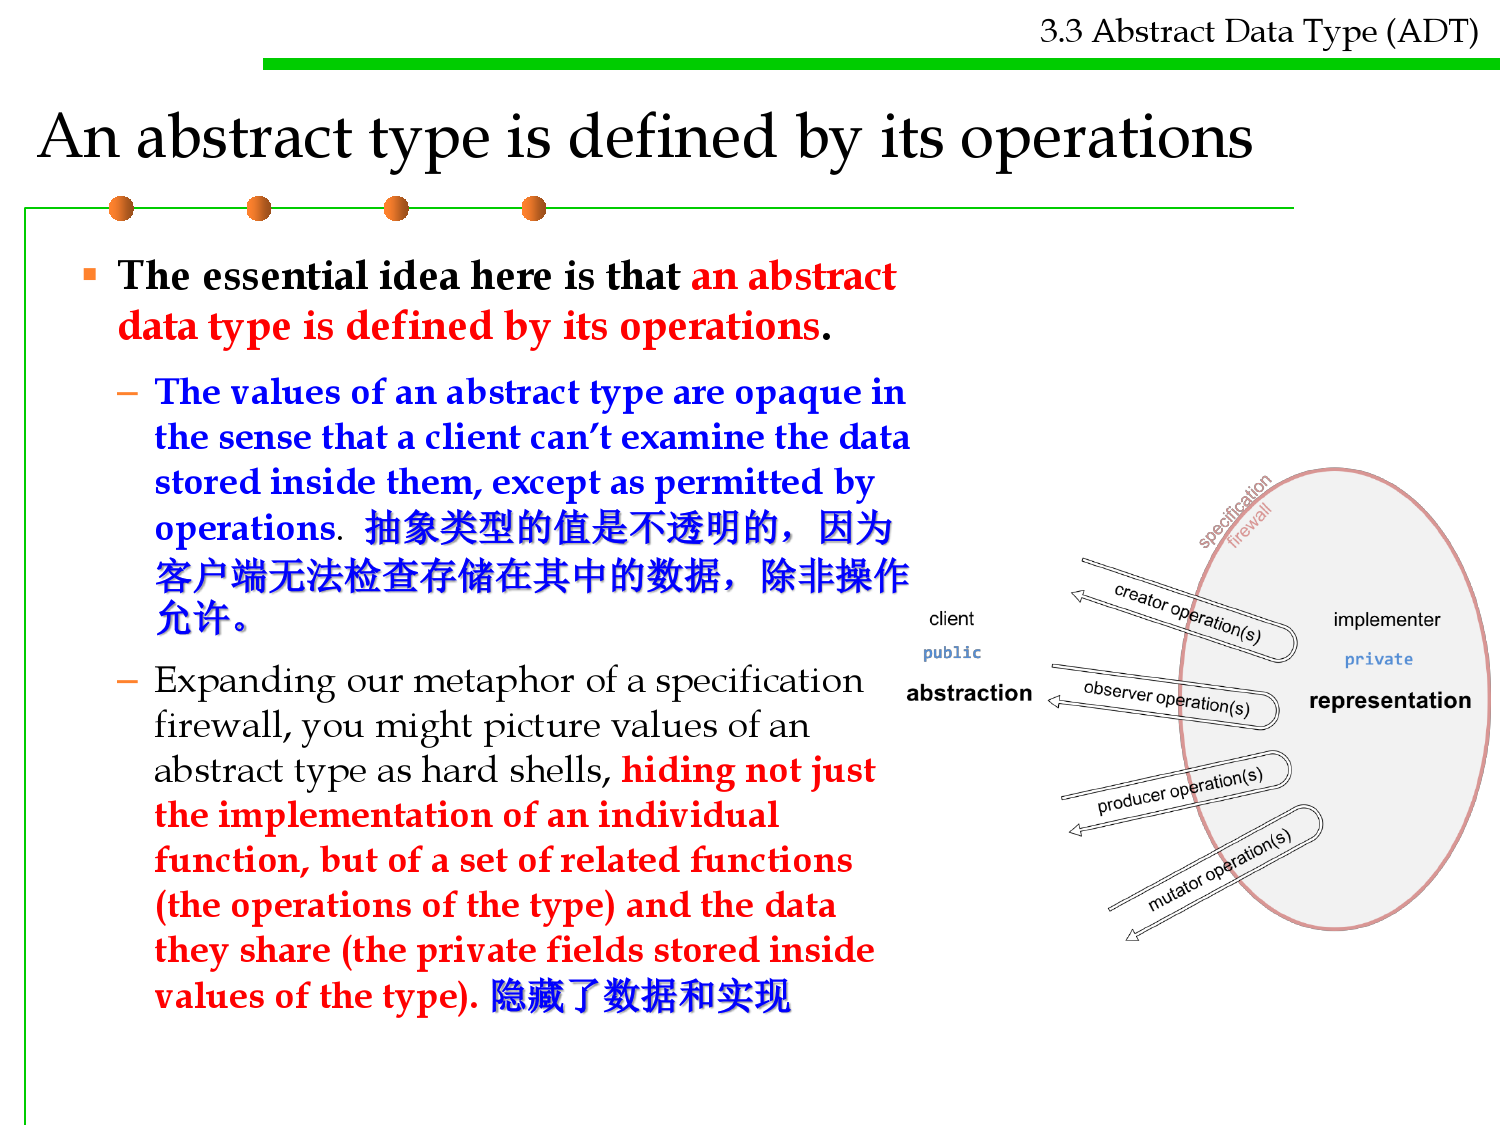 3.3 Abstract Data Type (ADT)
An abstract type is defined by its operations
▪ The essential idea here is that an abstract
data type is defined by its operations.
– The values of an abstract type are opaque in
the sense that a client can’t examine the data
stored inside them, except as permitted by
operations. 抽象类型的值是不透明的，因为
客户端无法检查存储在其中的数据，除非操作
允许。
– Expanding our metaphor of a specification
firewall, you might picture values of an
abstract type as hard shells, hiding not just
the implementation of an individual
function, but of a set of related functions
(the operations of the type) and the data
they share (the private fields stored inside
values of the type). 隐藏了数据和实现
specification
firewall
client
public
abstraction
creator operation(s)
observer operation(s)
producer operation(s)
mutator operation(s)
implementer
private
representation